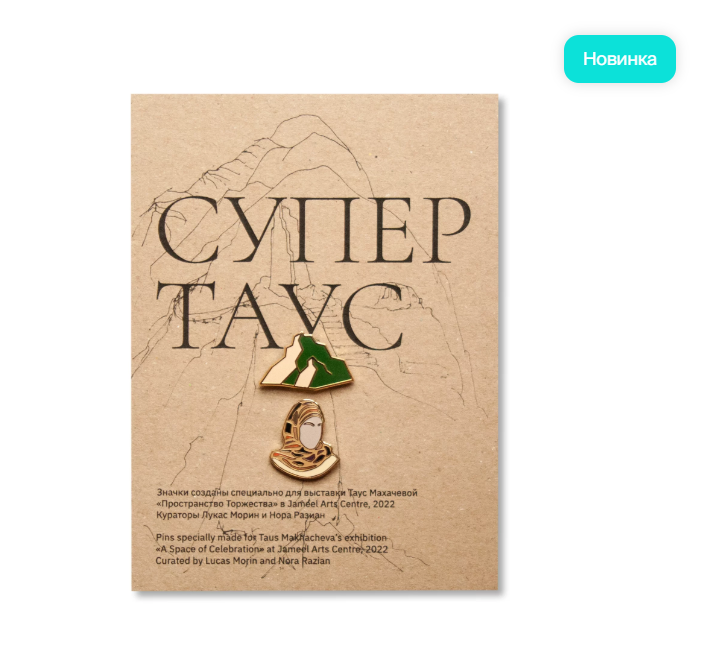 Новинка
СУПЕР
ТАУС
Значки созданы специально для выставки Таус Махачевой
«Пространство Торжества» в Jameel Arts Centre, 2022
Кураторы Лукас Морин и Нора Разиан
Pins specially made for Taus Makhacheva's exhibition
«A Space of Celebration» at Jameel Arts Centre, 2022
Curated by Lucas Morin and Nora Razian